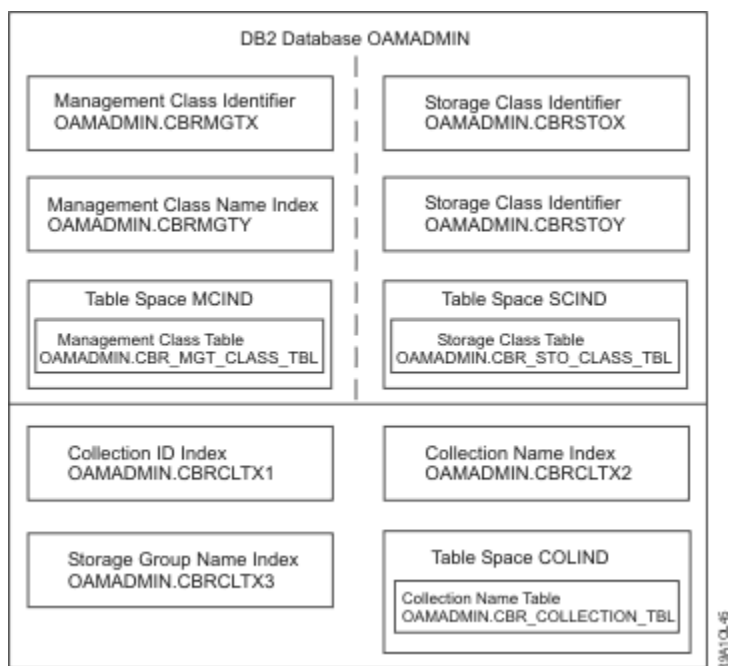 DB2 Database OAMADMIN
Management Class Identifier
OAMADMIN.CBRMGTX
Storage Class Identifier
OAMADMIN.CBRSTOX
Management Class Name Index
OAMADMIN.CBRMGTY
Storage Class Identifier
OAMADMIN.CBRSTOY
Table Space MCIND
Management Class Table
OAMADMIN.CBR_MGT_CLASS_TBL
Table Space SCIND
Storage Class Table
OAMADMIN.CBR_STO_CLASS_TBL
Collection ID Index
OAMADMIN.CBRCLTX1
Collection Name Index
OAMADMIN.CBRCLTX2
Storage Group Name Index
OAMADMIN.CBRCLTX3
Table Space COLIND
Collection Name Table
OAMADMIN.CBR_COLLECTION_TBL